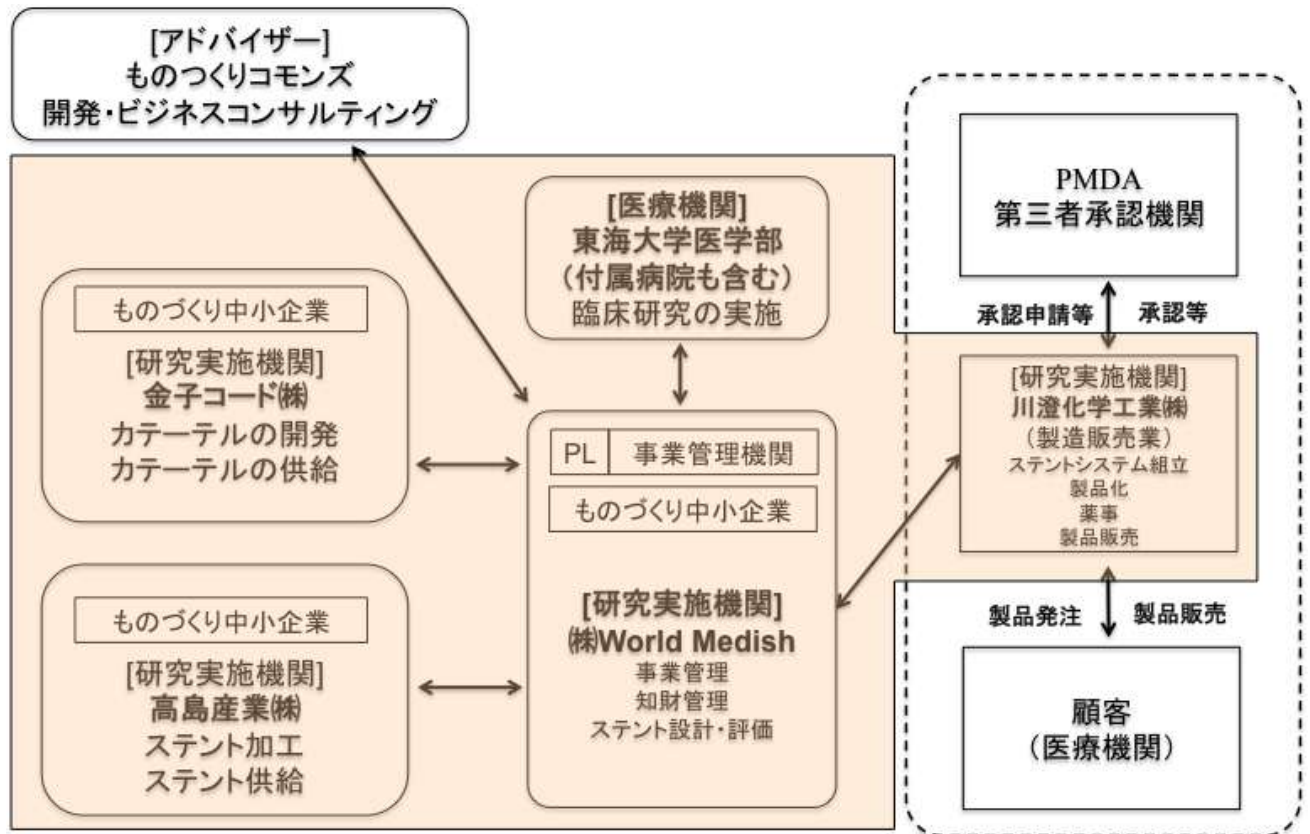 [アドバイザー]
ものつくりコモンズ
開発・ビジネスコンサルティング
[医療機関]
東海大学医学部
（付属病院も含む）
臨床研究の実施
ものづくり中小企業
[研究実施機関]
金子コード㈱
カテーテルの開発
カテーテルの供給
ものづくり中小企業
[研究実施機関]
高島産業㈱
ステント加工
ステント供給
PL 事業管理機関
ものづくり中小企業
[研究実施機関]
㈱World Medish
事業管理
知財管理
ステント設計・評価
PMDA
第三者承認機関
承認申請等 承認等
[研究実施機関]
川澄化学工業㈱
（製造販売業）
ステントシステム組立
製品化
薬事
製品販売
製品発注 製品販売
顧客
（医療機関）